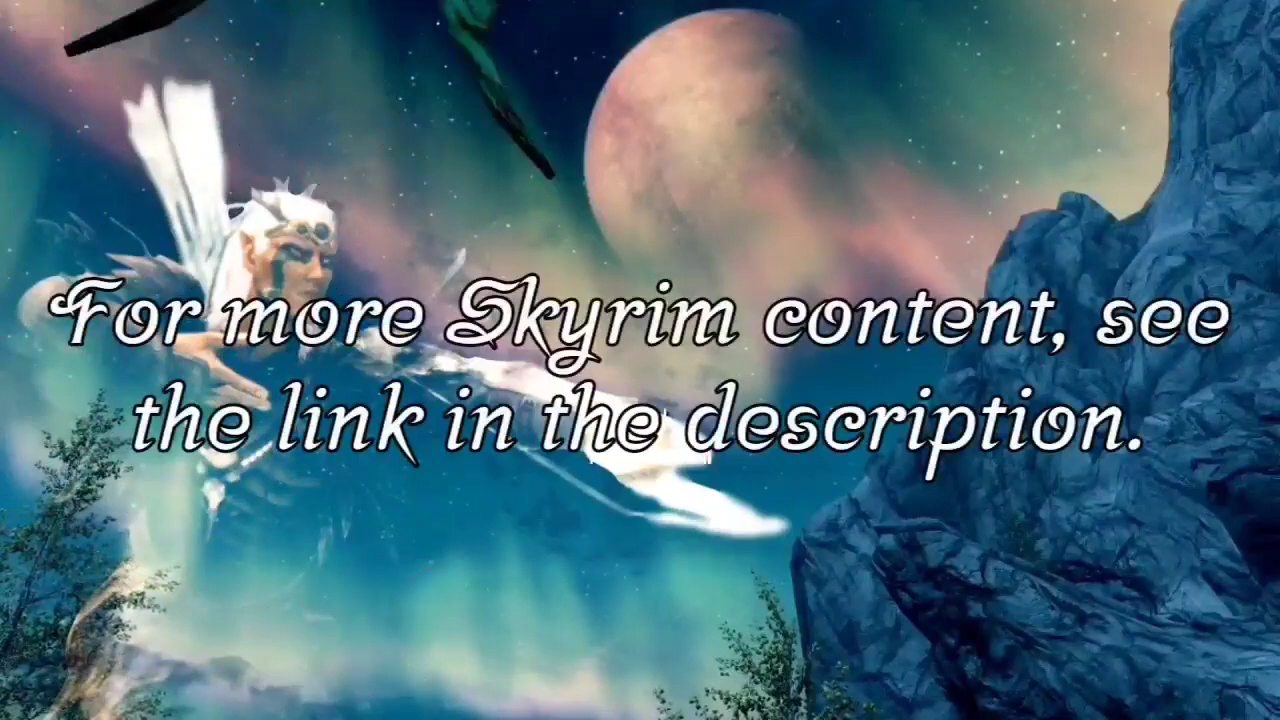 For more Skyrim content, see
the link in the description.